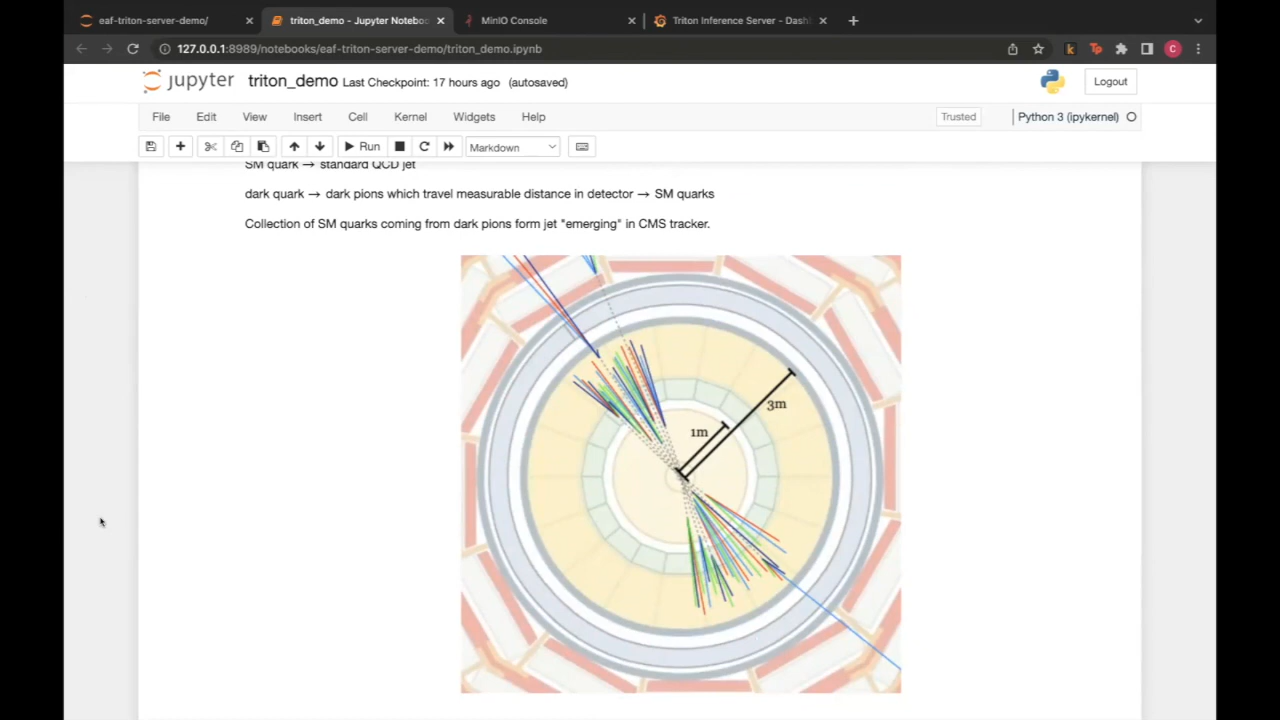 eaf-triton-server-demo/
triton_demo - Jupyter Noteboo
MinIO Console
Triton Inference Server - Dash
127.0.0.1:8989/notebooks/eaf-triton-server-demo/triton_demo.ipynb
k
Tp
C
jupyter triton_demo Last Checkpoint: 17 hours ago (autosaved)
Logout
File Edit View Insert Cell Kernel Widgets Help
Trusted
Python 3 (ipykernel)
Run
Markdown
SM quark → standard QCD jet
dark quark → dark pions which travel measurable distance in detector → SM quarks
Collection of SM quarks coming from dark pions form jet "emerging" in CMS tracker.
3m
1m